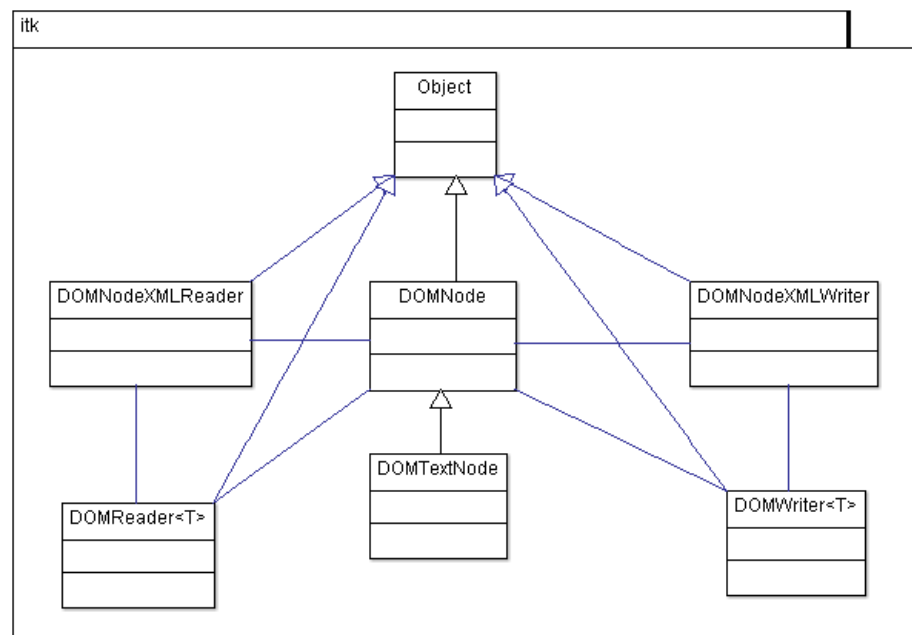 itk
Object
DOMNodeXMLReader
DOMNode
DOMNodeXMLWriter
DOMTextNode
DOMReader<T>
DOMWriter<T>